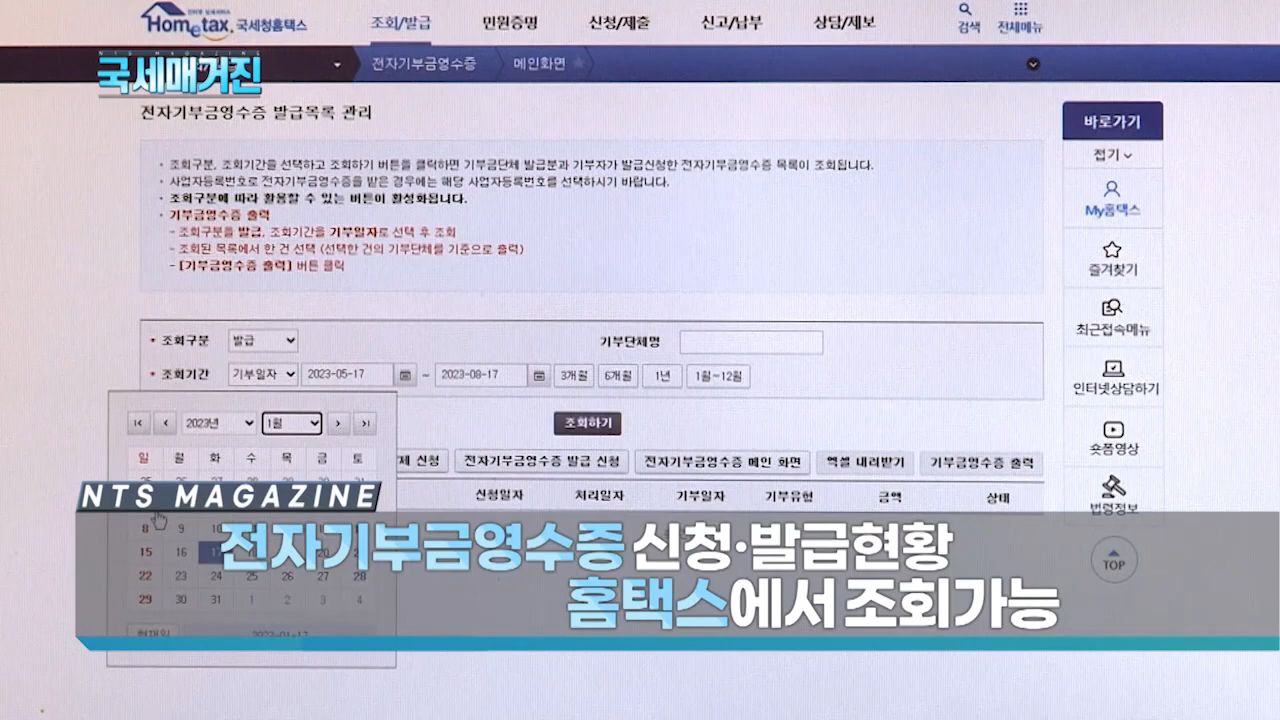 인터넷 납세서비스
Hometax. 국세청홈택스
조회/발급 민원증명 신청/제출 신고/납부 상담/제보 검색 전체메뉴
NTS MAGAZINE
국세매거진
전자기부금영수증 메인화면
전자기부금영수증 발급목록 관리
• 조회구분, 조회기간을 선택하고 조회하기 버튼을 클릭하면 기부금단체 발급분과 기부자가 발급신청한 전자기부금영수증 목록이 조회됩니다.
• 사업자등록번호로 전자기부금영수증을 받은 경우에는 해당 사업자등록번호를 선택하시기 바랍니다.
• 조회구분에 따라 활용할 수 있는 버튼이 활성화됩니다.
• 기부금영수증 출력
- 조회구분을 발급, 조회기간을 기부일자로 선택 후 조회
- 조회된 목록에서 한 건 선택 (선택한 건의 기부단체를 기준으로 출력)
- [기부금영수증 출력] 버튼 클릭
바로가기
접기
My홈택스
즐겨찾기
최근접속메뉴
인터넷상담하기
숏폼영상
법령정보
TOP
* 조회구분 발급 기부단체명
* 조회기간 기부일자 2023-05-17 ~ 2023-08-17 3개월 6개월 1년 1월~12월
조회하기
2023년 1월
일 월 화 수 목 금 토
8 9 10
15 16 17 20 21
22 23 24 25 26 27 28
29 30 31 1 2 3 4
현재일 2023-01-17
신청 전자기부금영수증 발급 신청 전자기부금영수증 메인 화면 엑셀 내려받기 기부금영수증 출력
신청일자 처리일자 기부일자 기부유형 금액 상태
NTS MAGAZINE
전자기부금영수증 신청·발급현황
홈택스에서 조회가능